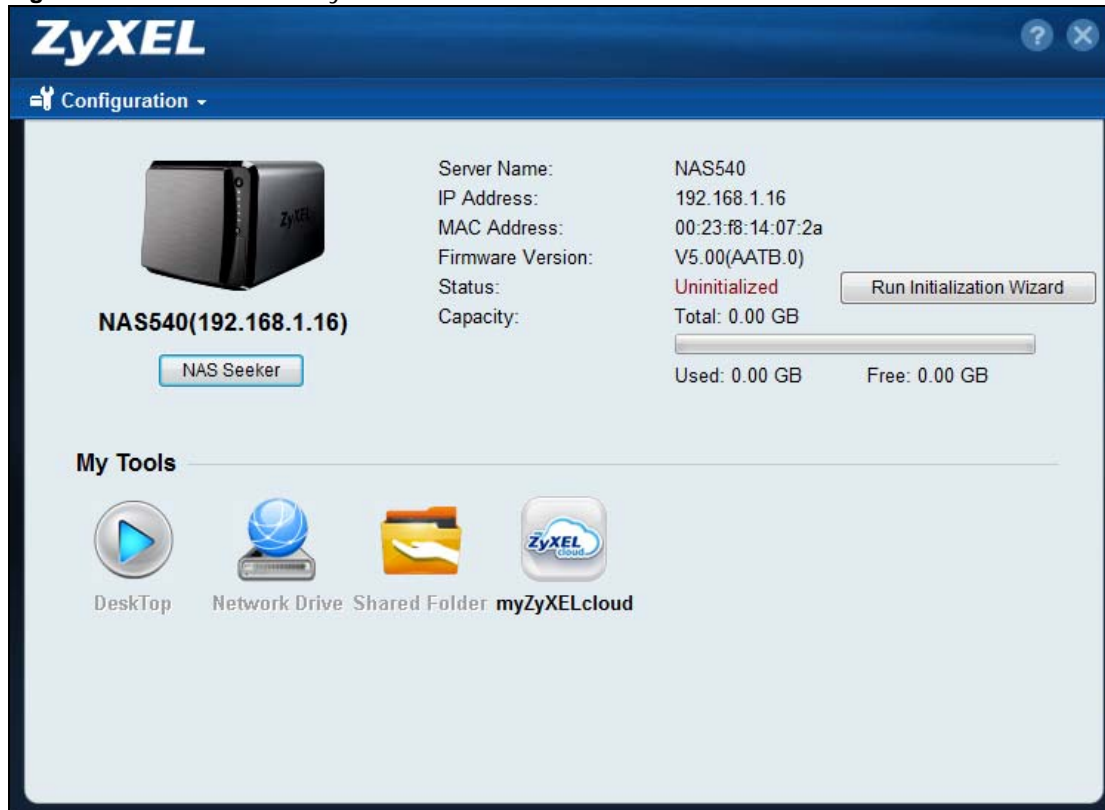 ZyXEL
Configuration
ZyXEL
NAS540(192.168.1.16)
NAS Seeker
Server Name: NAS540
IP Address: 192.168.1.16
MAC Address: 00:23:f8:14:07:2a
Firmware Version: V5.00(AATB.0)
Status: Uninitialized Run Initialization Wizard
Capacity: Total: 0.00 GB
Used: 0.00 GB Free: 0.00 GB
My Tools
ZyXEL
cloud
DeskTop Network Drive Shared Folder myZyXELcloud